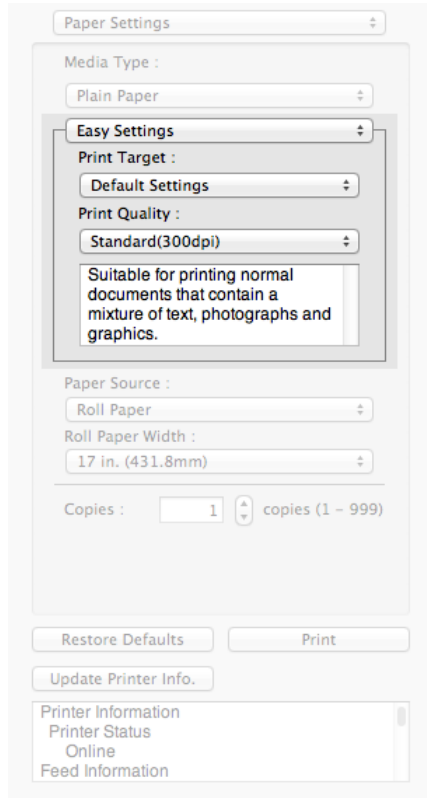 Paper Settings
Media Type :
Plain Paper
Easy Settings
Print Target :
Default Settings
Print Quality :
Standard(300dpi)
Suitable for printing normal
documents that contain a
mixture of text, photographs and
graphics.
Paper Source :
Roll Paper
Roll Paper Width :
17 in. (431.8mm)
Copies : 1 copies (1 – 999)
Restore Defaults Print
Update Printer Info.
Printer Information
Printer Status
Online
Feed Information